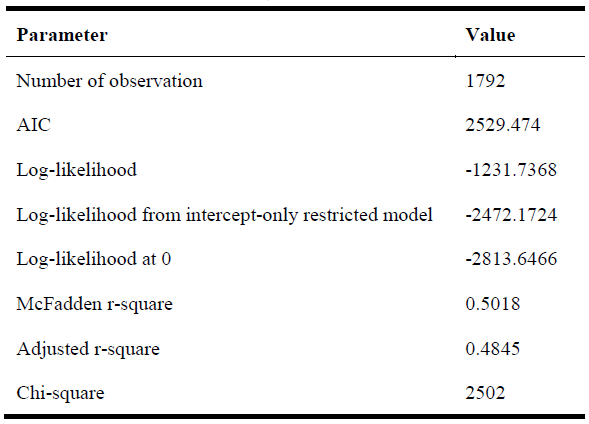 Parameter Value
Number of observation 1792
AIC 2529.474
Log-likelihood -1231.7368
Log-likelihood from intercept-only restricted model -2472.1724
Log-likelihood at 0 -2813.6466
McFadden r-square 0.5018
Adjusted r-square 0.4845
Chi-square 2502